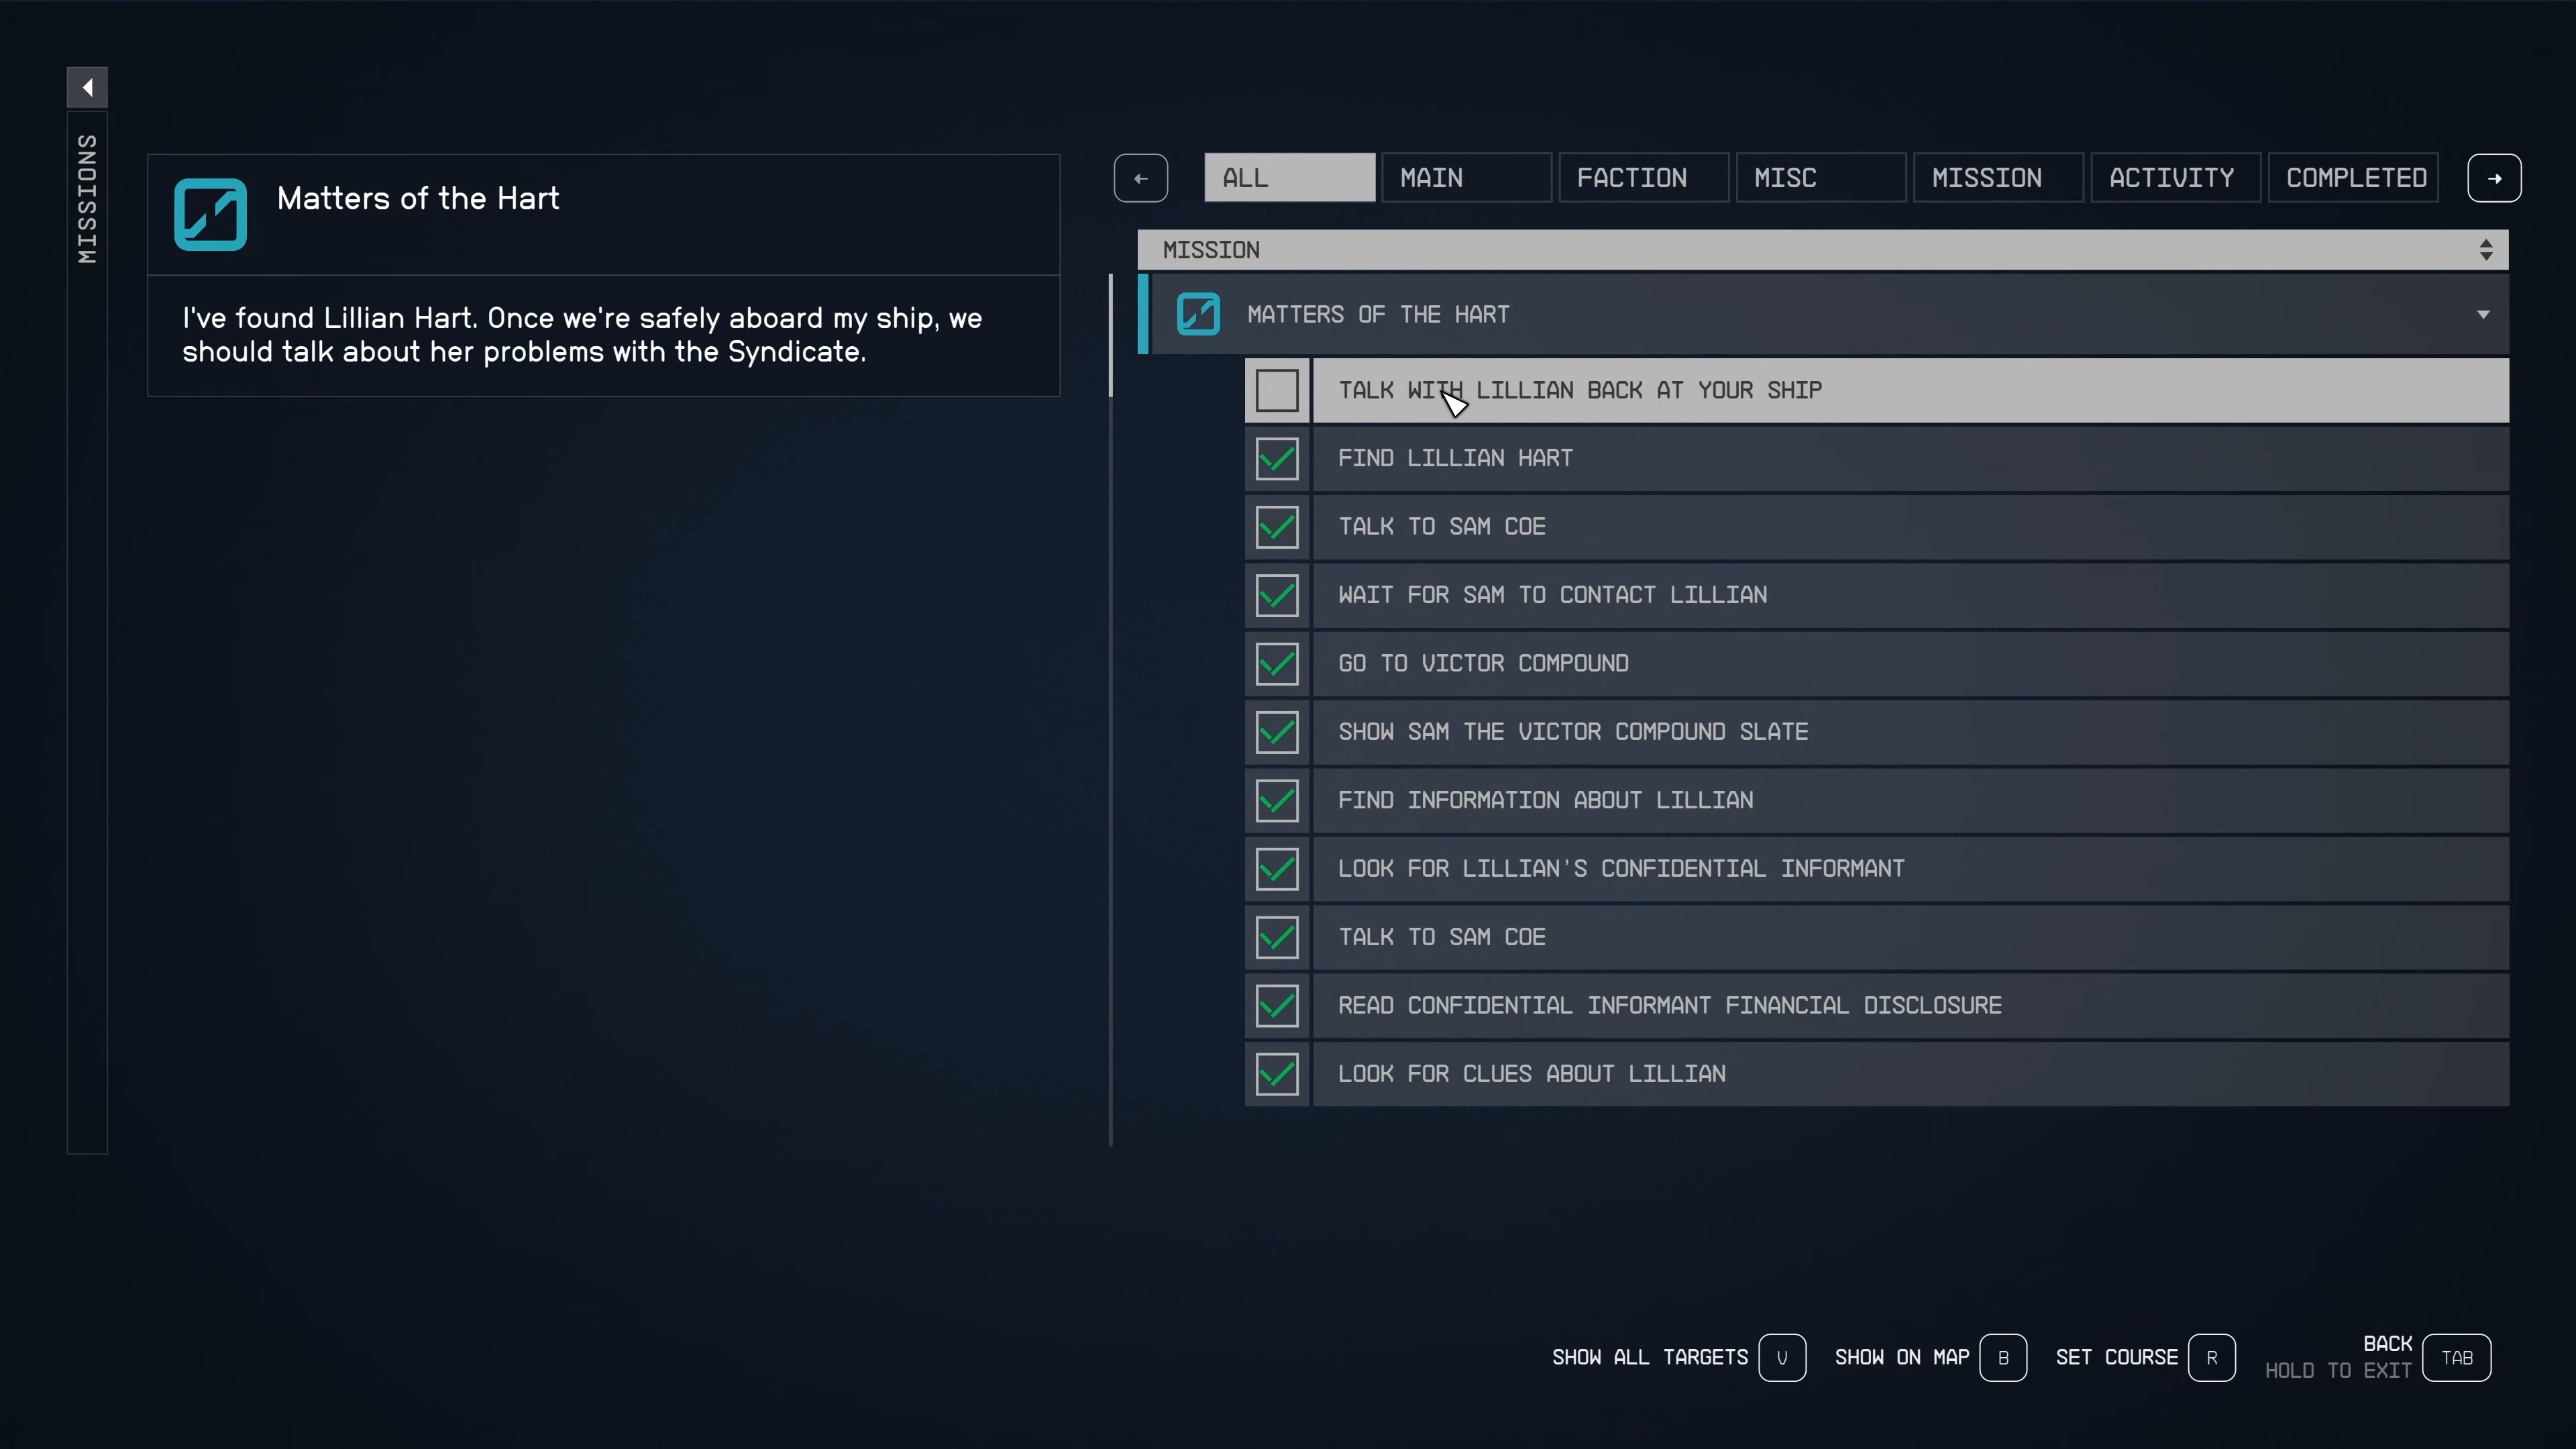 MISSIONS
Matters of the Hart
I've found Lillian Hart. Once we're safely aboard my ship, we
should talk about her problems with the Syndicate.
ALL
MAIN
FACTION
MISC
MISSION
ACTIVITY
COMPLETED
MISSION
MATTERS OF THE HART
TALK WITH LILLIAN BACK AT YOUR SHIP
FIND LILLIAN HART
TALK TO SAM COE
WAIT FOR SAM TO CONTACT LILLIAN
GO TO VICTOR COMPOUND
SHOW SAM THE VICTOR COMPOUND SLATE
FIND INFORMATION ABOUT LILLIAN
LOOK FOR LILLIAN'S CONFIDENTIAL INFORMANT
TALK TO SAM COE
READ CONFIDENTIAL INFORMANT FINANCIAL DISCLOSURE
LOOK FOR CLUES ABOUT LILLIAN
SHOW ALL TARGETS V
SHOW ON MAP B
SET COURSE R
BACK
HOLD TO EXIT
TAB